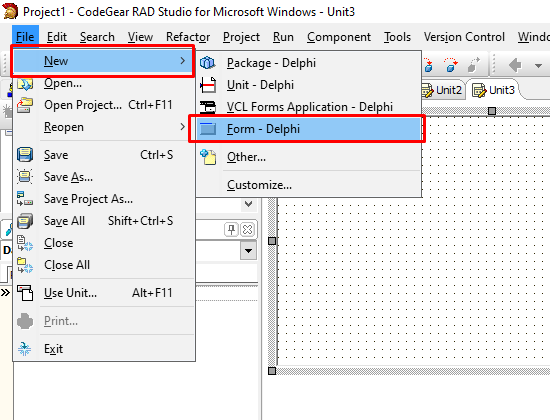 Project1 - CodeGear RAD Studio for Microsoft Windows - Unit3
File Edit Search View Refactor Project Run Component Tools Version Control Window
New
Open...
Open Project... Ctrl+F11
Reopen
Save Ctrl+S
Save As...
Save Project As...
Save All Shift+Ctrl+S
Close
Close All
Use Unit... Alt+F11
Print...
Exit
Package - Delphi
Unit - Delphi
VCL Forms Application - Delphi
Form - Delphi
Other...
Customize...
Unit2 Unit3